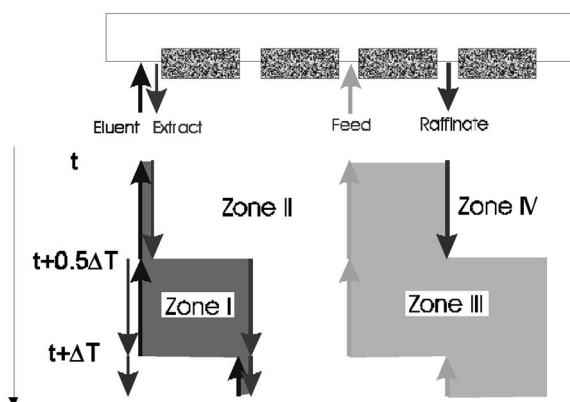 Eluent Extract Feed Raffinate
t
Zone II Zone IV
t+0.5ΔT
Zone I Zone III
t+ΔT